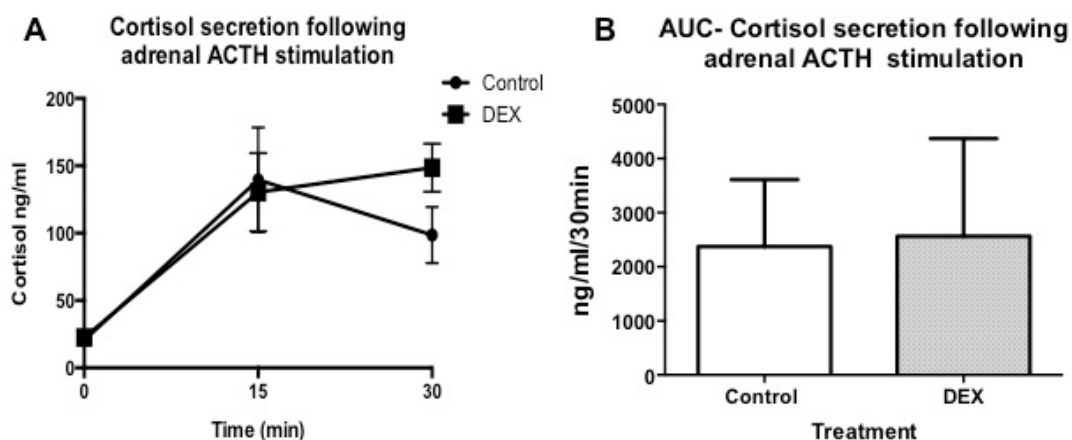 A
Cortisol secretion following
adrenal ACTH stimulation
Control
DEX
200
150
100
50
0
Cortisol ng/ml
0 15 30
Time (min)
B
AUC- Cortisol secretion following
adrenal ACTH stimulation
5000
4000
3000
2000
1000
0
ng/ml/30min
Control DEX
Treatment